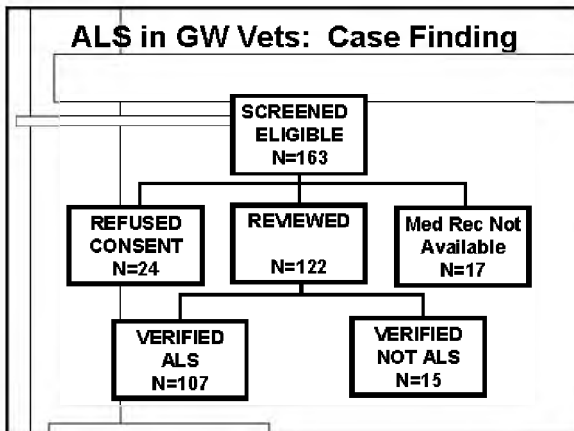 ALS in GW Vets: Case Finding
SCREENED
ELIGIBLE
N=163
REFUSED
CONSENT
N=24
REVIEWED
N=122
Med Rec Not
Available
N=17
VERIFIED
ALS
N=107
VERIFIED
NOT ALS
N=15